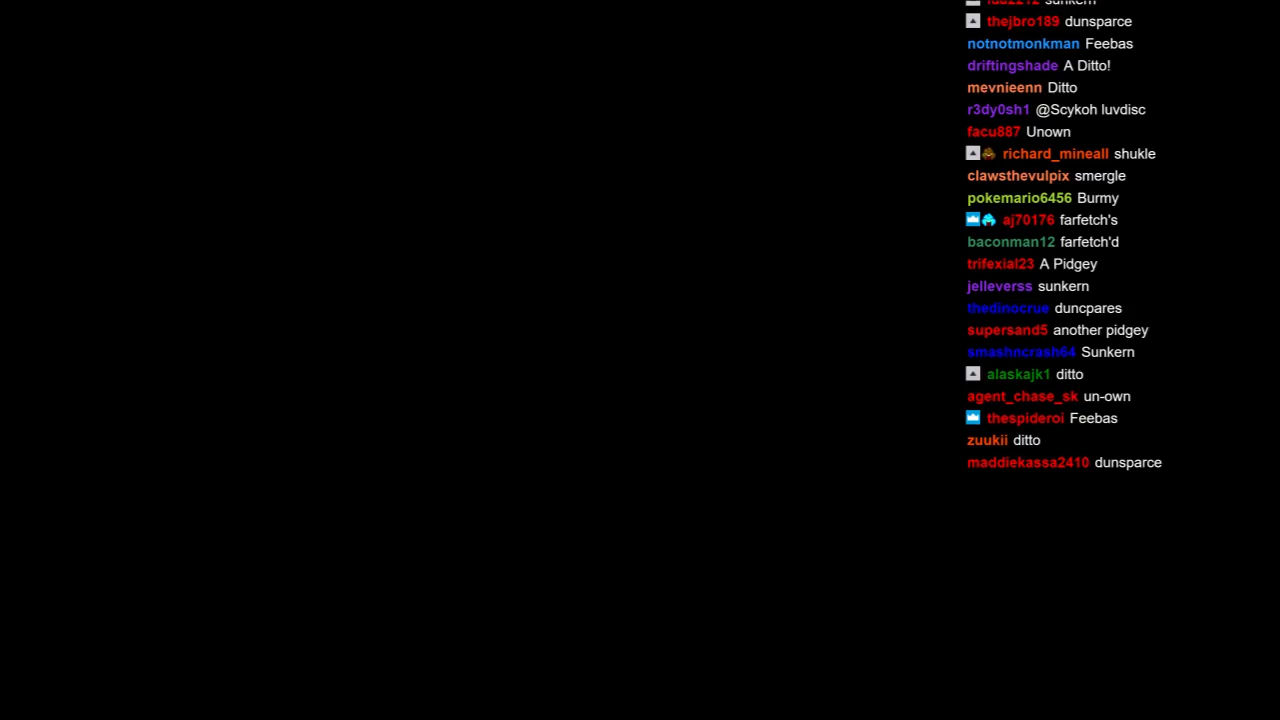 sunkern
thejbro189 dunsparce
notnotmonkman Feebas
driftingshade A Ditto!
mevnieenn Ditto
r3dy0sh1 @Scykoh luvdisc
facu887 Unown
richard_mineall shukle
clawsthevulpix smergle
pokemario6456 Burmy
aj70176 farfetch's
baconman12 farfetch'd
trifexial23 A Pidgey
jelleverss sunkern
thedinocrue duncpares
supersand5 another pidgey
smashncrash64 Sunkern
alaskajk1 ditto
agent_chase_sk un-own
thespideroi Feebas
zuukii ditto
maddiekassa2410 dunsparce